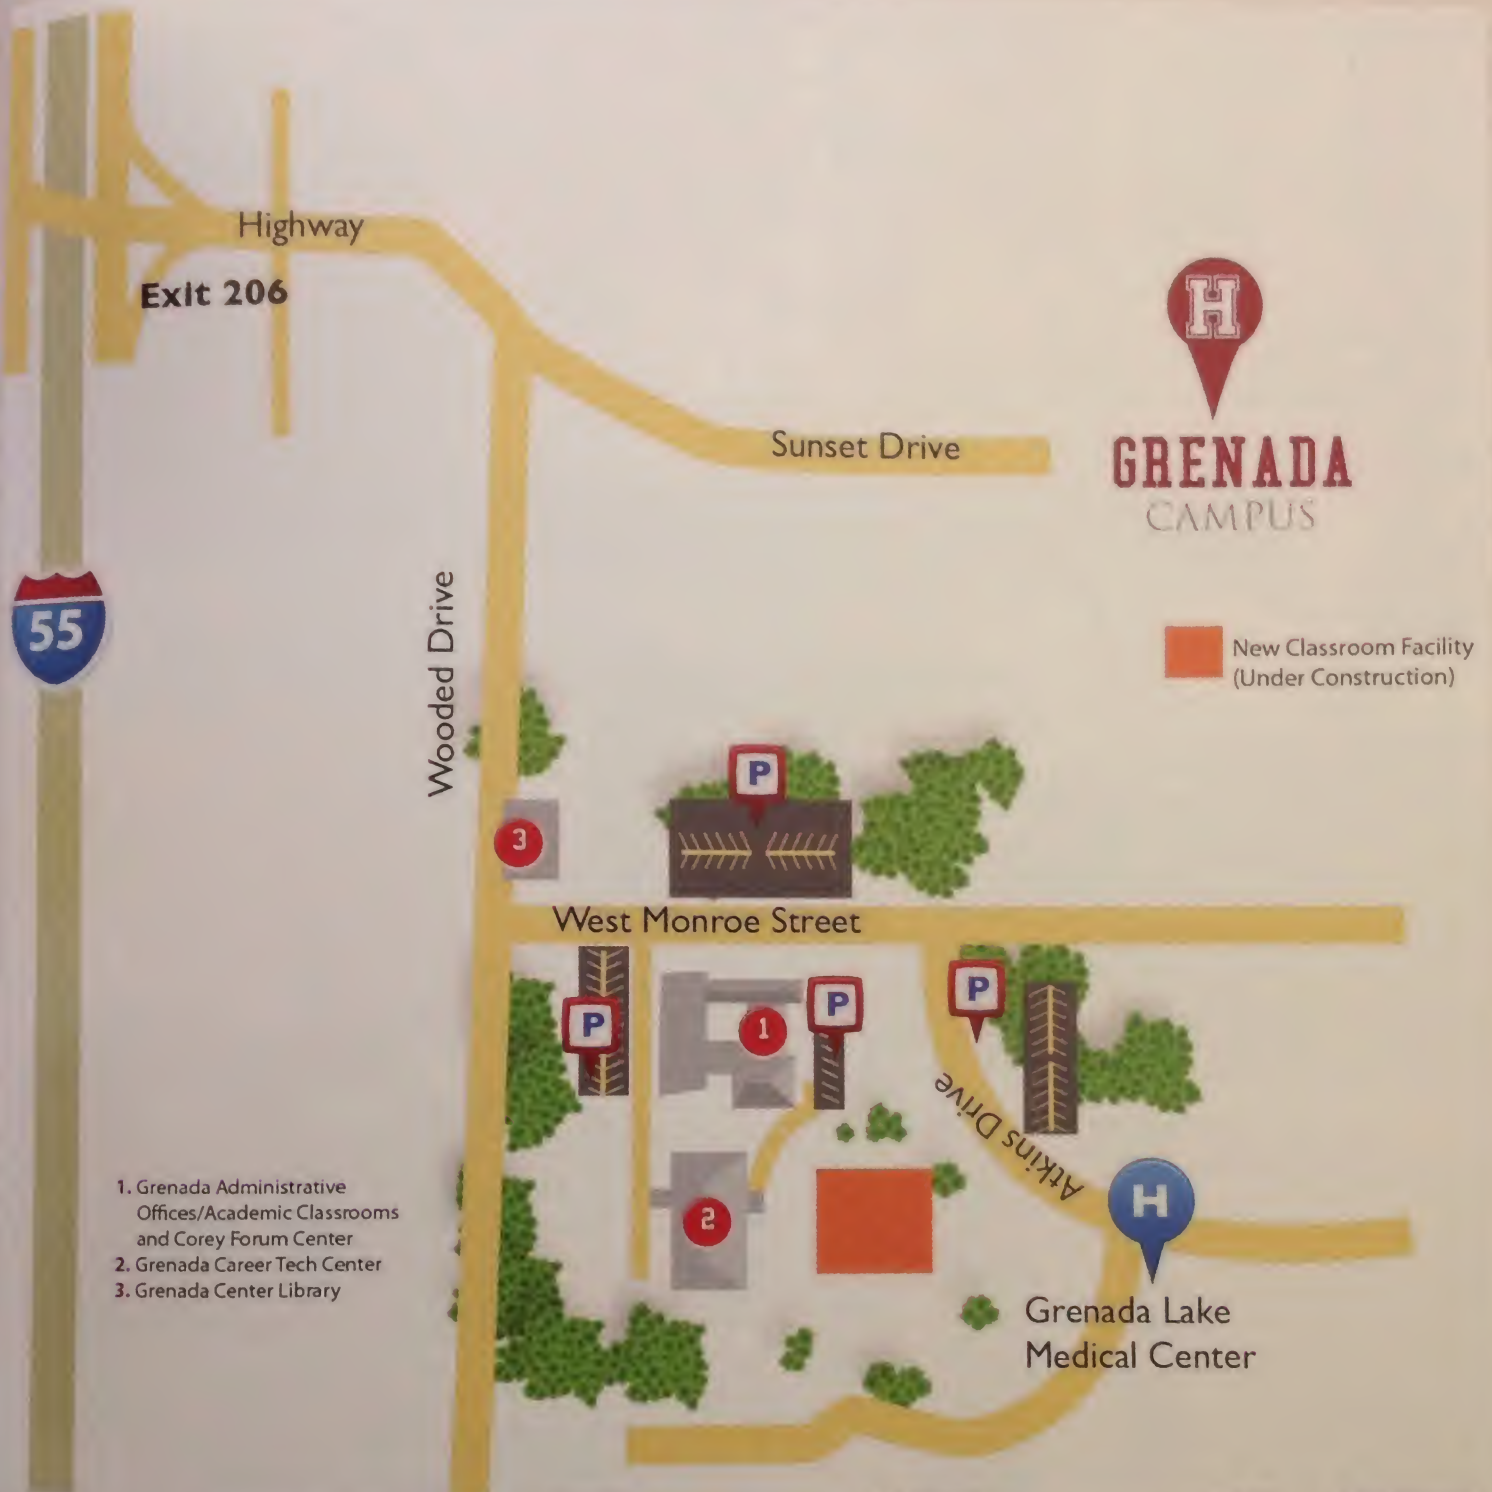 Highway
Exit 206
H
Sunset Drive
GRENADA
CAMPUS
55
Wooded Drive
New Classroom Facility
(Under Construction)
P
3
West Monroe Street
P
1
P
P
Atkins Drive
1. Grenada Administrative
Offices/Academic Classrooms
and Corey Forum Center
2. Grenada Career Tech Center
3. Grenada Center Library
2
H
Grenada Lake
Medical Center